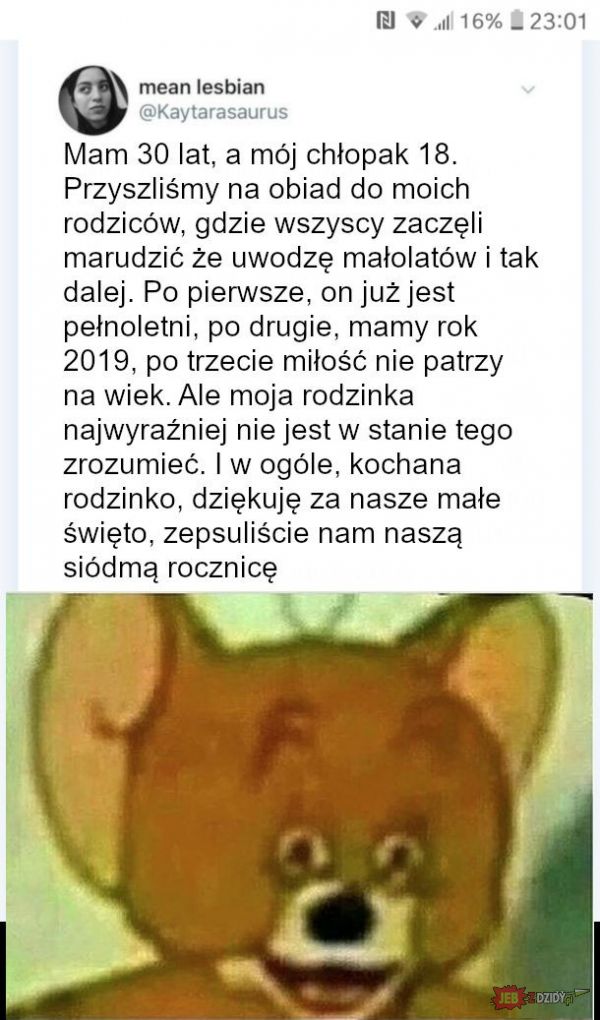 16% 23:01
mean lesbian
@Kaytarasaurus
Mam 30 lat, a mój chłopak 18.
Przyszliśmy na obiad do moich
rodziców, gdzie wszyscy zaczęli
marudzić że uwodzę małolatów i tak
dalej. Po pierwsze, on już jest
pełnoletni, po drugie, mamy rok
2019, po trzecie miłość nie patrzy
na wiek. Ale moja rodzinka
najwyraźniej nie jest w stanie tego
zrozumieć. I w ogóle, kochana
rodzinko, dziękuję za nasze małe
święto, zepsuliście nam naszą
siódmą rocznicę
JEB Z DZIDY.pl